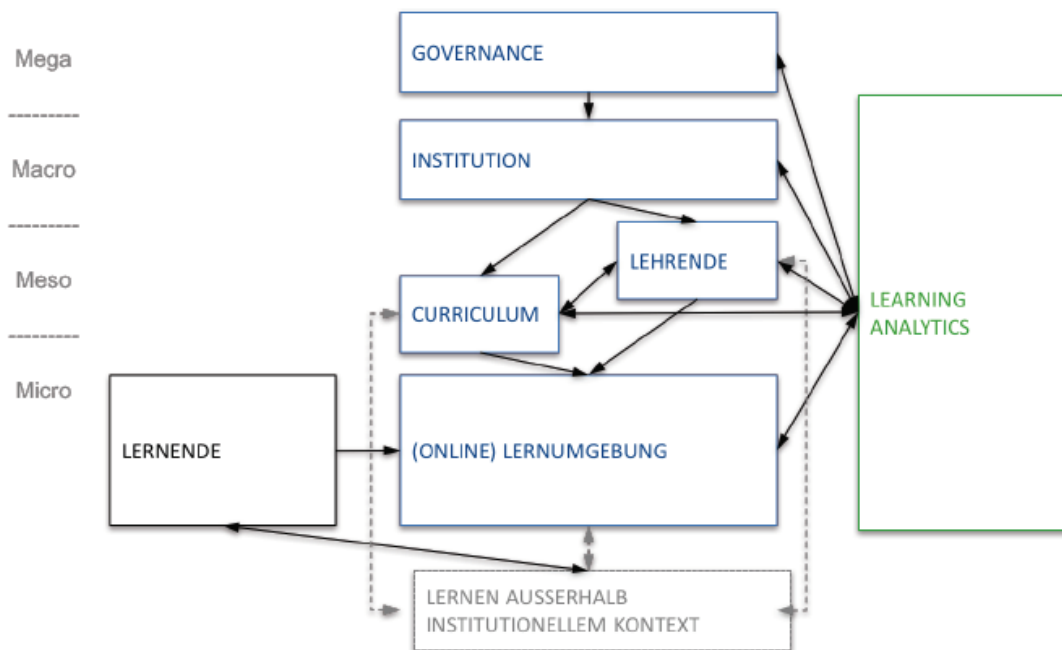 Mega
GOVERNANCE
---------
Macro
INSTITUTION
---------
Meso
LEHRENDE
CURRICULUM
LEARNING
ANALYTICS
---------
Micro
LERNENDE
(ONLINE) LERNUMGEBUNG
LERNEN AUSSERHALB
INSTITUTIONELLEM KONTEXT